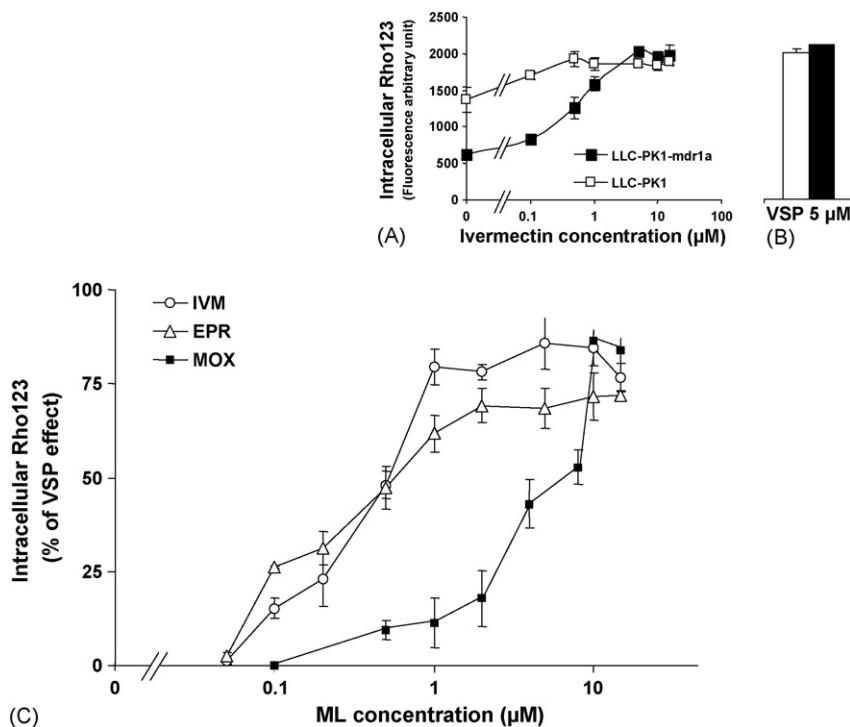 Intracellular Rho123
(Fluorescence arbitrary unit)
2500
2000
1500
1000
500
0
LLC-PK1-mdr1a
LLC-PK1
0
0.1
1
10
100
Ivermectin concentration (µM)
(A)
VSP 5 µM
(B)
Intracellular Rho123
(% of VSP effect)
100
75
50
25
0
IVM
EPR
MOX
0
0.1
1
10
ML concentration (µM)
(C)